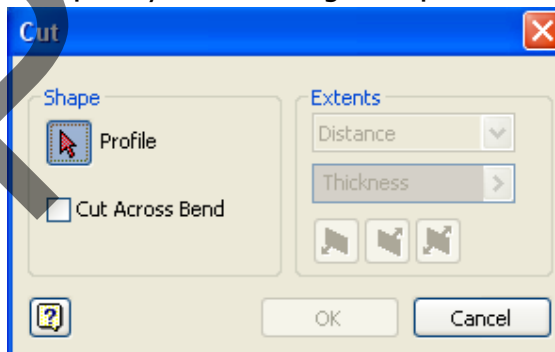 Cut
Shape
Profile
Cut Across Bend
Extents
Distance
Thickness
?
OK
Cancel